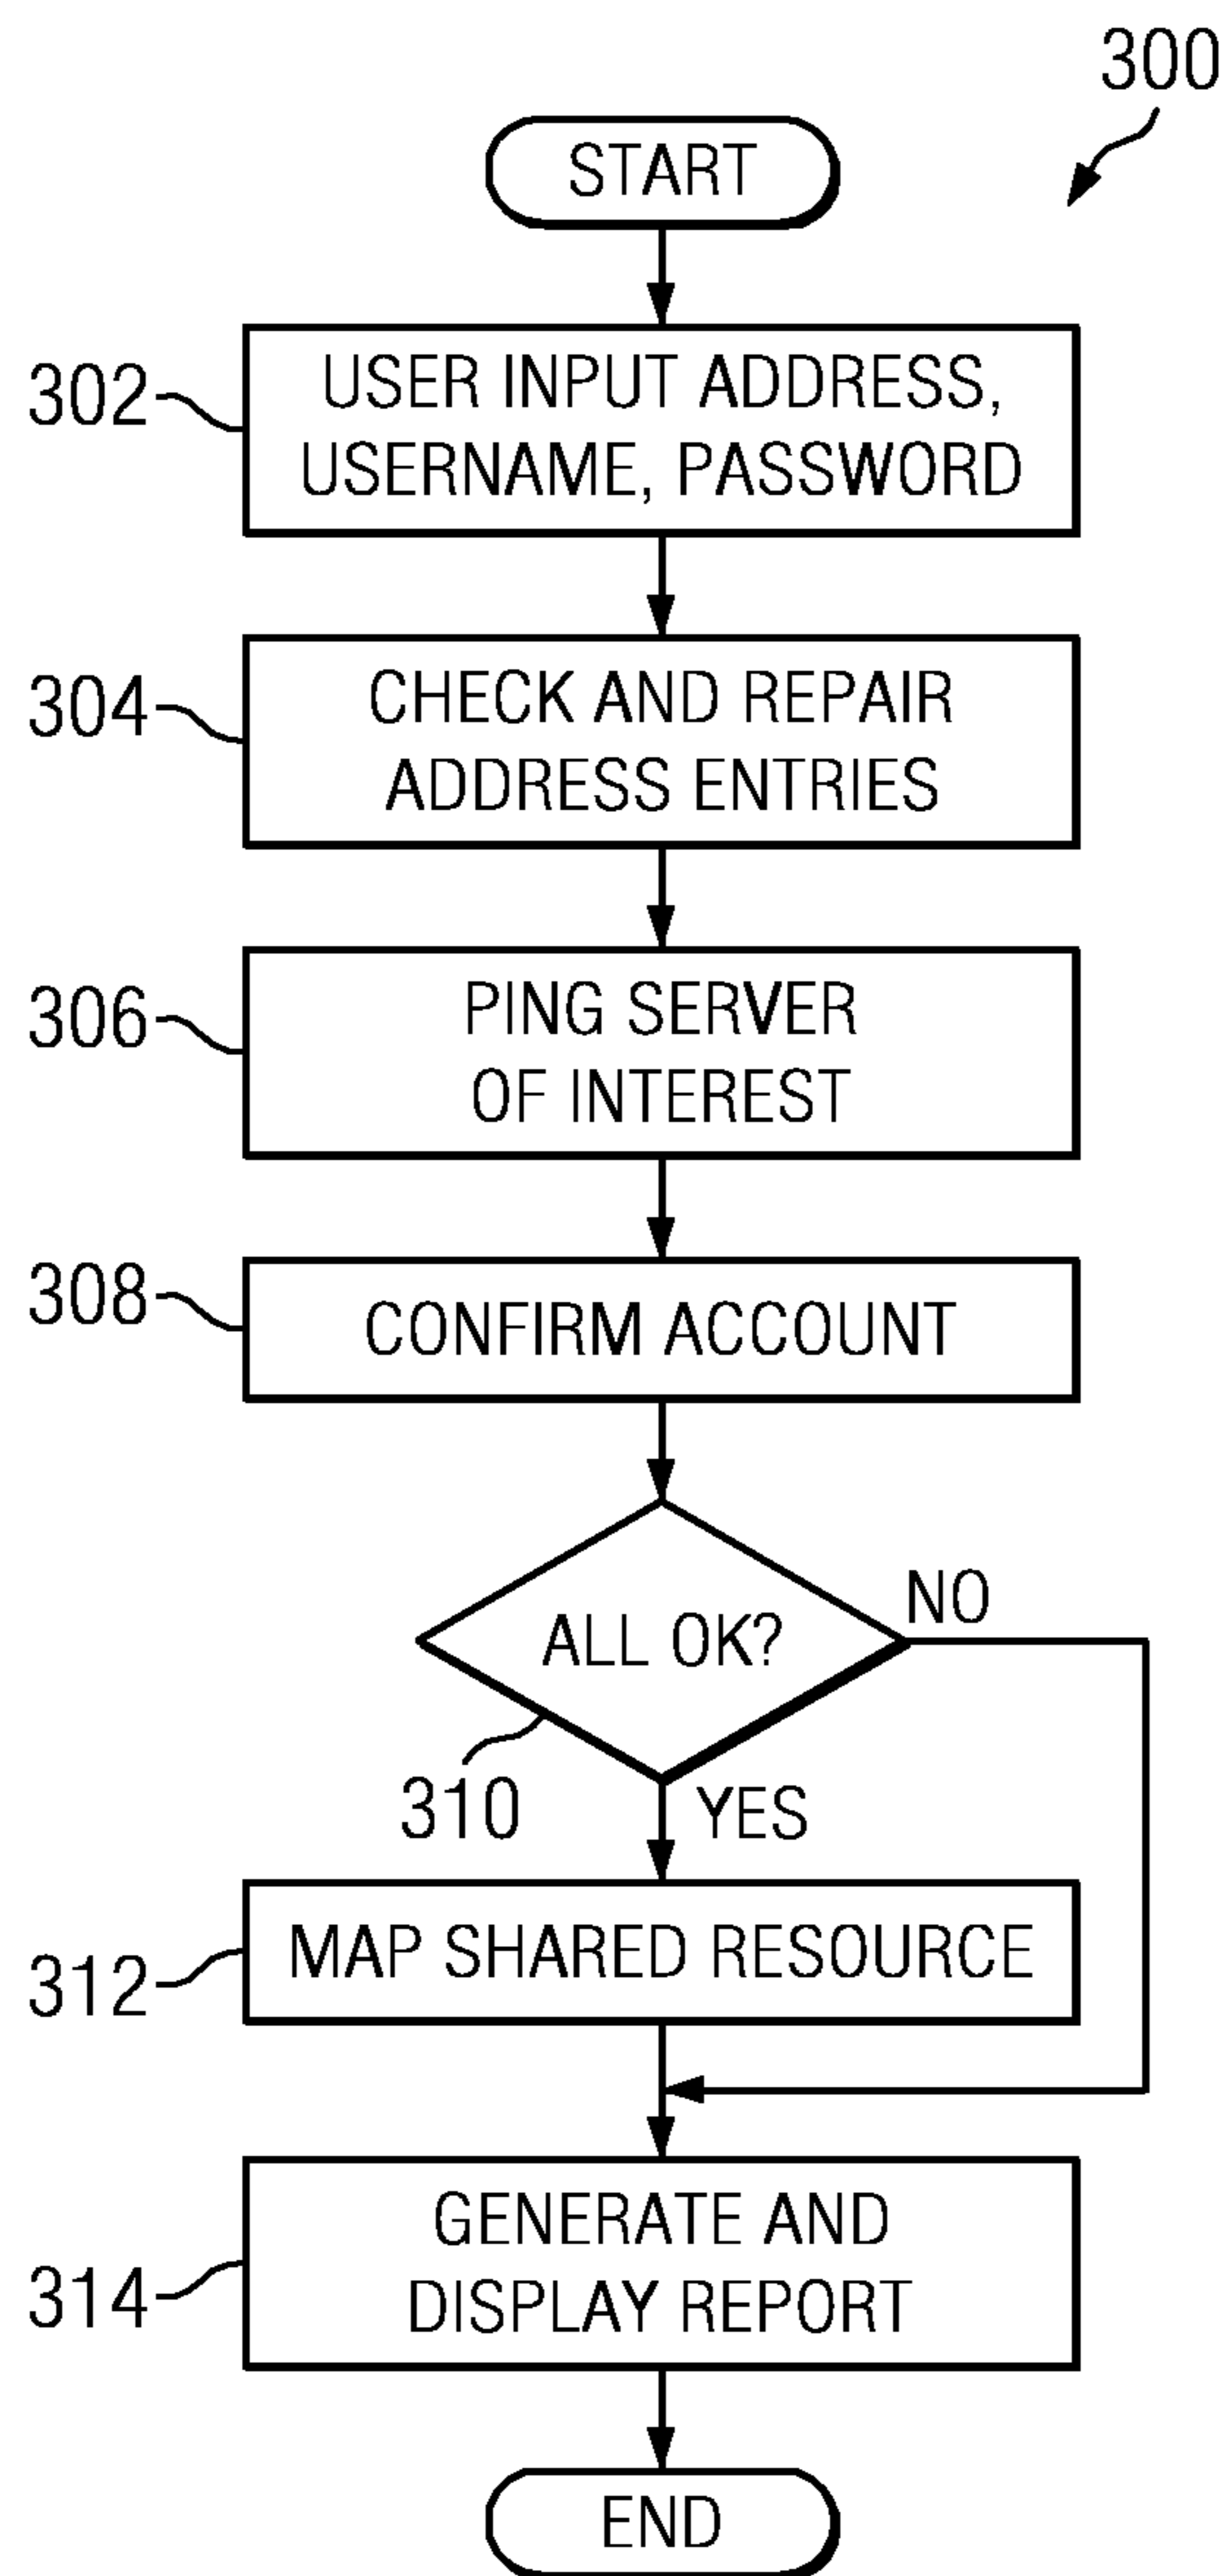 300
START
302
USER INPUT ADDRESS,
USERNAME, PASSWORD
304
CHECK AND REPAIR
ADDRESS ENTRIES
306
PING SERVER
OF INTEREST
308
CONFIRM ACCOUNT
NO
ALL OK?
310
YES
MAP SHARED RESOURCE
312
GENERATE AND
DISPLAY REPORT
314
END